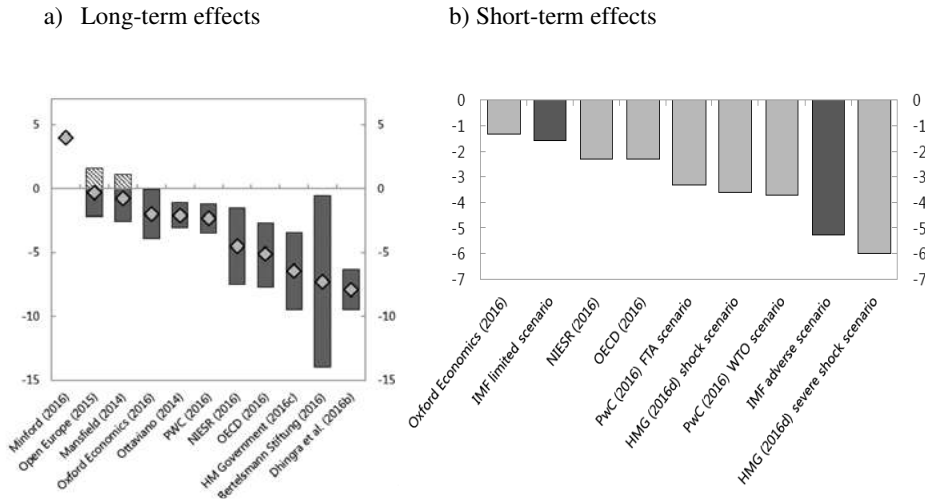 a) Long-term effects
b) Short-term effects
5
0
-5
-10
-15
5
0
-5
-10
-15
Minford (2016)
Open Europe (2015)
Mansfield (2014)
Oxford Economics (2016)
Ottaviano (2014)
PWC (2016)
NIESR (2016)
OECD (2016)
HM Government (2016c)
Bertelsmann Stiftung (2016)
Dhingra et al. (2016b)
0
-1
-2
-3
-4
-5
-6
-7
0
-1
-2
-3
-4
-5
-6
-7
Oxford Economics (2016)
IMF limited scenario
NIESR (2016)
OECD (2016)
PwC (2016) FTA scenario
HMG (2016d) shock scenario
PwC (2016) WTO scenario
IMF adverse scenario
HMG (2016d) severe shock scenario